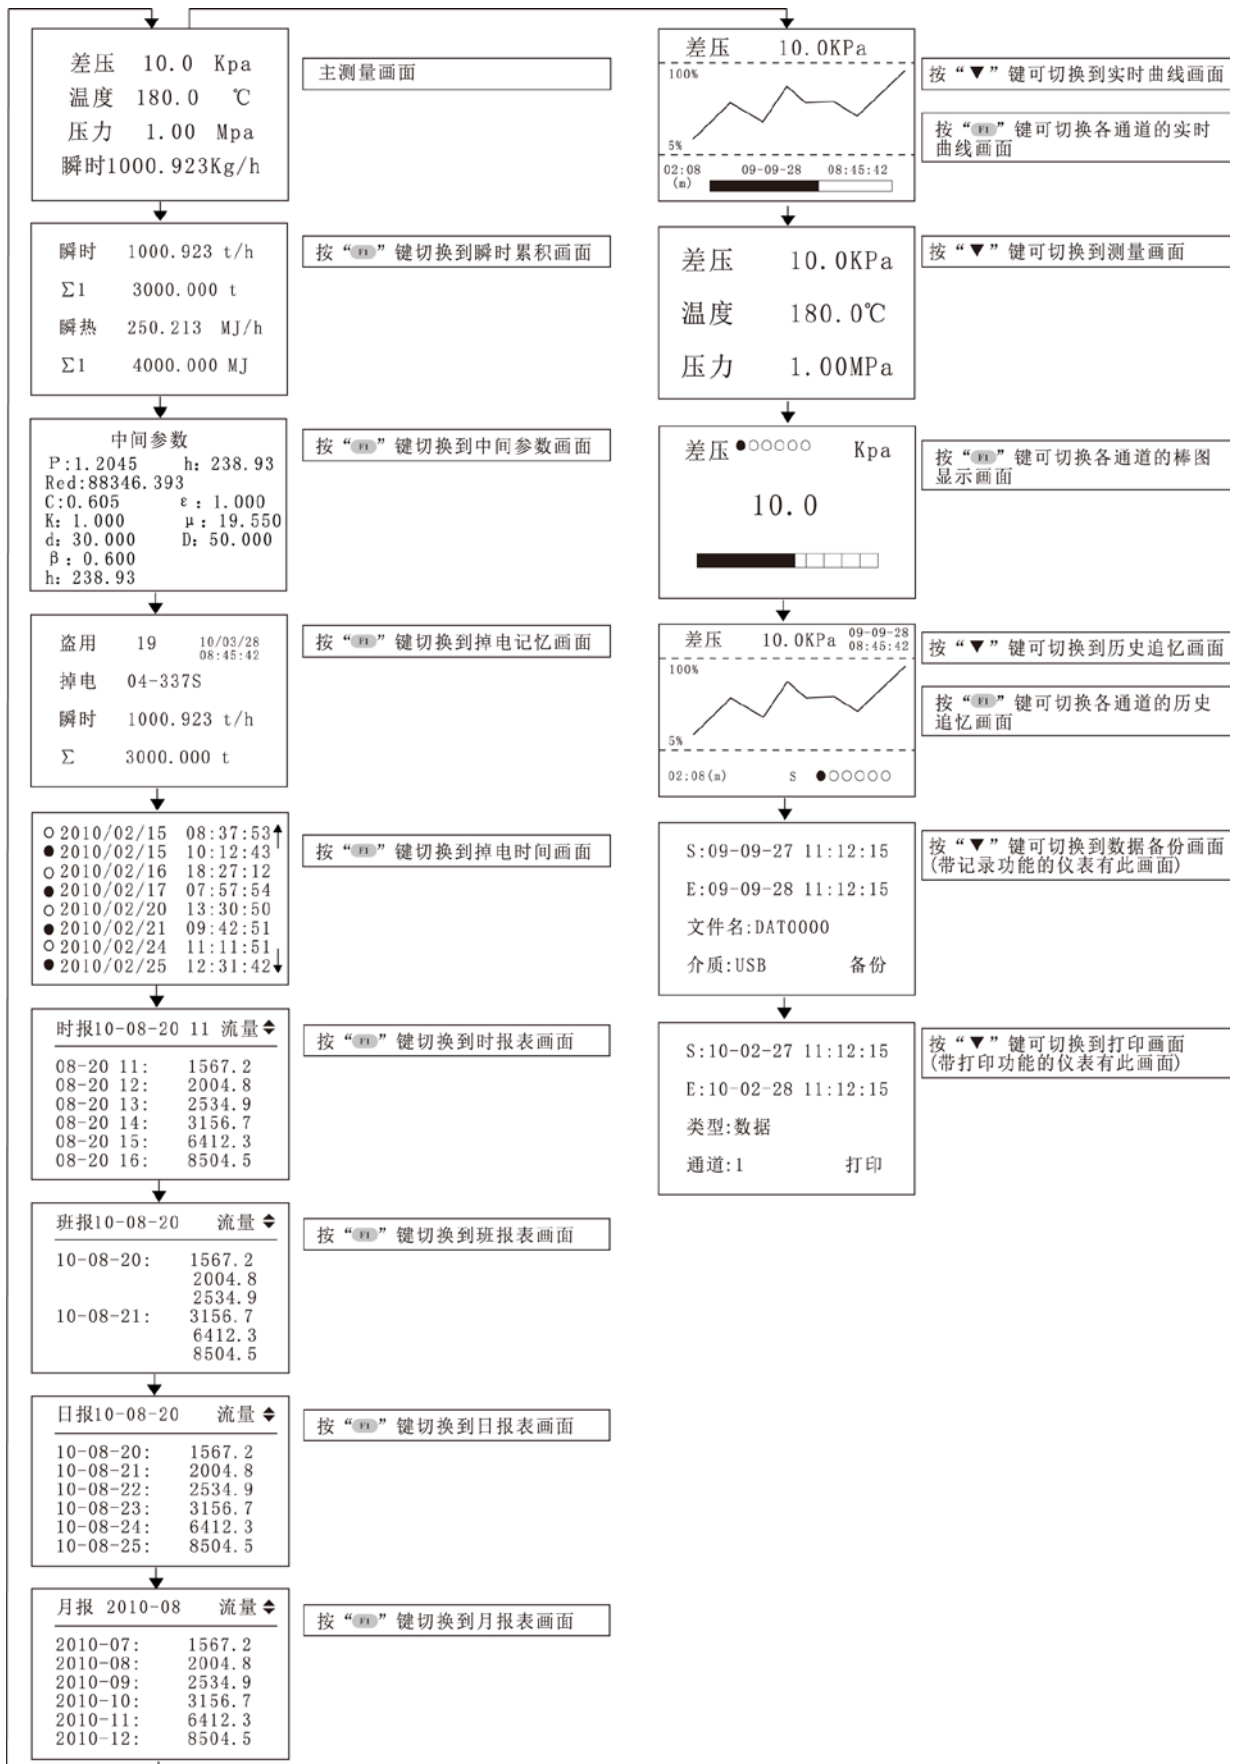 差压 10.0 Kpa
温度 180.0 ℃
压力 1.00 Mpa
瞬时1000.923Kg/h
主测量画面
瞬时 1000.923 t/h
Σ1 3000.000 t
瞬热 250.213 MJ/h
Σ1 4000.000 MJ
按“F1”键切换到瞬时累积画面
中间参数
P:1.2045 h: 238.93
Red:88346.393
C:0.605 ε: 1.000
K: 1.000 μ: 19.550
d: 30.000 D: 50.000
β: 0.600
h: 238.93
按“F1”键切换到中间参数画面
盗用 19 10/03/28
08:45:42
掉电 04-337S
瞬时 1000.923 t/h
Σ 3000.000 t
按“F1”键切换到掉电记忆画面
○2010/02/15 08:37:53↑
●2010/02/15 10:12:43
○2010/02/16 18:27:12
●2010/02/17 07:57:54
○2010/02/20 13:30:50
●2010/02/21 09:42:51
○2010/02/24 11:11:51
●2010/02/25 12:31:42↓
按“F1”键切换到掉电时间画面
时报10-08-20 11 流量
08-20 11: 1567.2
08-20 12: 2004.8
08-20 13: 2534.9
08-20 14: 3156.7
08-20 15: 6412.3
08-20 16: 8504.5
按“F1”键切换到时报表画面
班报10-08-20 流量
10-08-20: 1567.2
2004.8
2534.9
10-08-21: 3156.7
6412.3
8504.5
按“F1”键切换到班报表画面
日报10-08-20 流量
10-08-20: 1567.2
10-08-21: 2004.8
10-08-22: 2534.9
10-08-23: 3156.7
10-08-24: 6412.3
10-08-25: 8504.5
按“F1”键切换到日报表画面
月报 2010-08 流量
2010-07: 1567.2
2010-08: 2004.8
2010-09: 2534.9
2010-10: 3156.7
2010-11: 6412.3
2010-12: 8504.5
按“F1”键切换到月报表画面
差压 10.0KPa
100%
5%
02:08 09-09-28 08:45:42
(m)
按“▼”键可切换到实时曲线画面
按“F1”键可切换各通道的实时
曲线画面
差压 10.0KPa
温度 180.0℃
压力 1.00MPa
按“▼”键可切换到测量画面
差压●○○○○○ Kpa
10.0
按“F1”键可切换各通道的棒图
显示画面
差压 10.0KPa 09-09-28
08:45:42
100%
5%
02:08(m) S ●○○○○○
按“▼”键可切换到历史追忆画面
按“F1”键可切换各通道的历史
追忆画面
S:09-09-27 11:12:15
E:09-09-28 11:12:15
文件名:DAT0000
介质:USB 备份
按“▼”键可切换到数据备份画面
(带记录功能的仪表有此画面)
S:10-02-27 11:12:15
E:10-02-28 11:12:15
类型:数据
通道:1 打印
按“▼”键可切换到打印画面
(带打印功能的仪表有此画面)